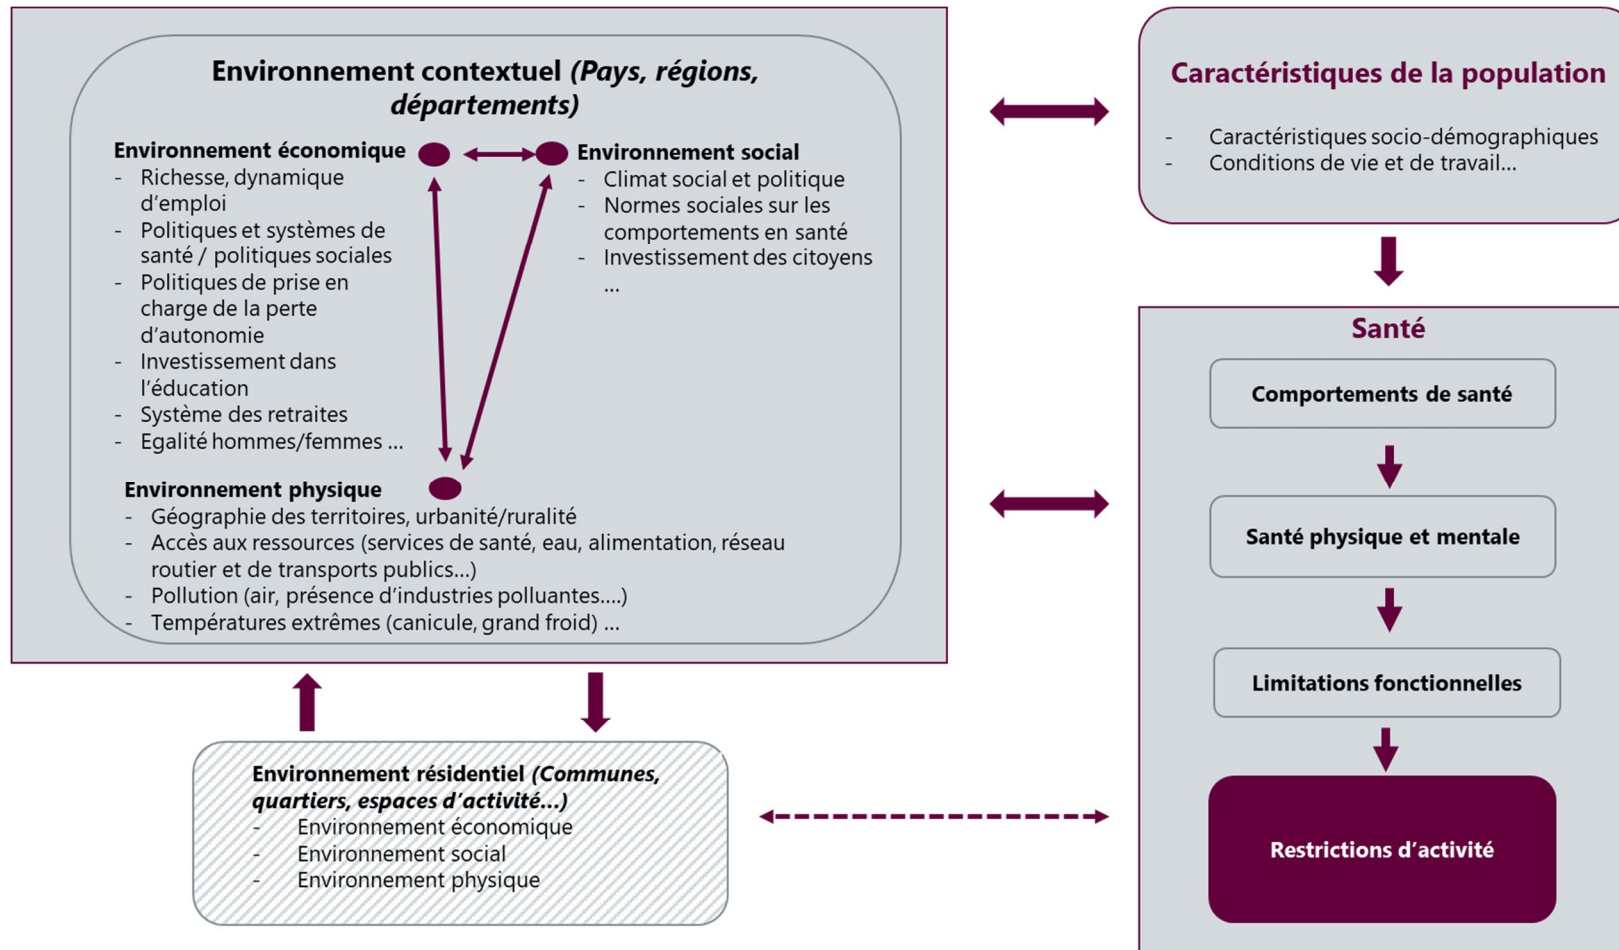 Environnement contextuel (Pays, régions,
départements)
Environnement économique
- Richesse, dynamique
d'emploi
- Politiques et systèmes de
santé / politiques sociales
- Politiques de prise en
charge de la perte
d'autonomie
- Investissement dans
l'éducation
- Système des retraites
- Egalité hommes/femmes ...
Environnement social
- Climat social et politique
- Normes sociales sur les
comportements en santé
- Investissement des citoyens
...
Environnement physique
- Géographie des territoires, urbanité/ruralité
- Accès aux ressources (services de santé, eau, alimentation, réseau
routier et de transports publics...)
- Pollution (air, présence d'industries polluantes....)
- Températures extrêmes (canicule, grand froid) ...
Environnement résidentiel (Communes,
quartiers, espaces d'activité...)
- Environnement économique
- Environnement social
- Environnement physique
Caractéristiques de la population
- Caractéristiques socio-démographiques
- Conditions de vie et de travail...
Santé
Comportements de santé
Santé physique et mentale
Limitations fonctionnelles
Restrictions d'activité